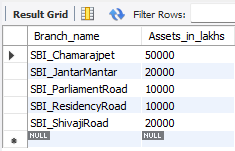 Result Grid Filter Rows:
Branch_name Assets_in_lakhs
SBI_Chamarajpet 50000
SBI_JantarMantar 20000
SBI_ParliamentRoad 10000
SBI_ResidencyRoad 10000
SBI_ShivajiRoad 20000
NULL NULL